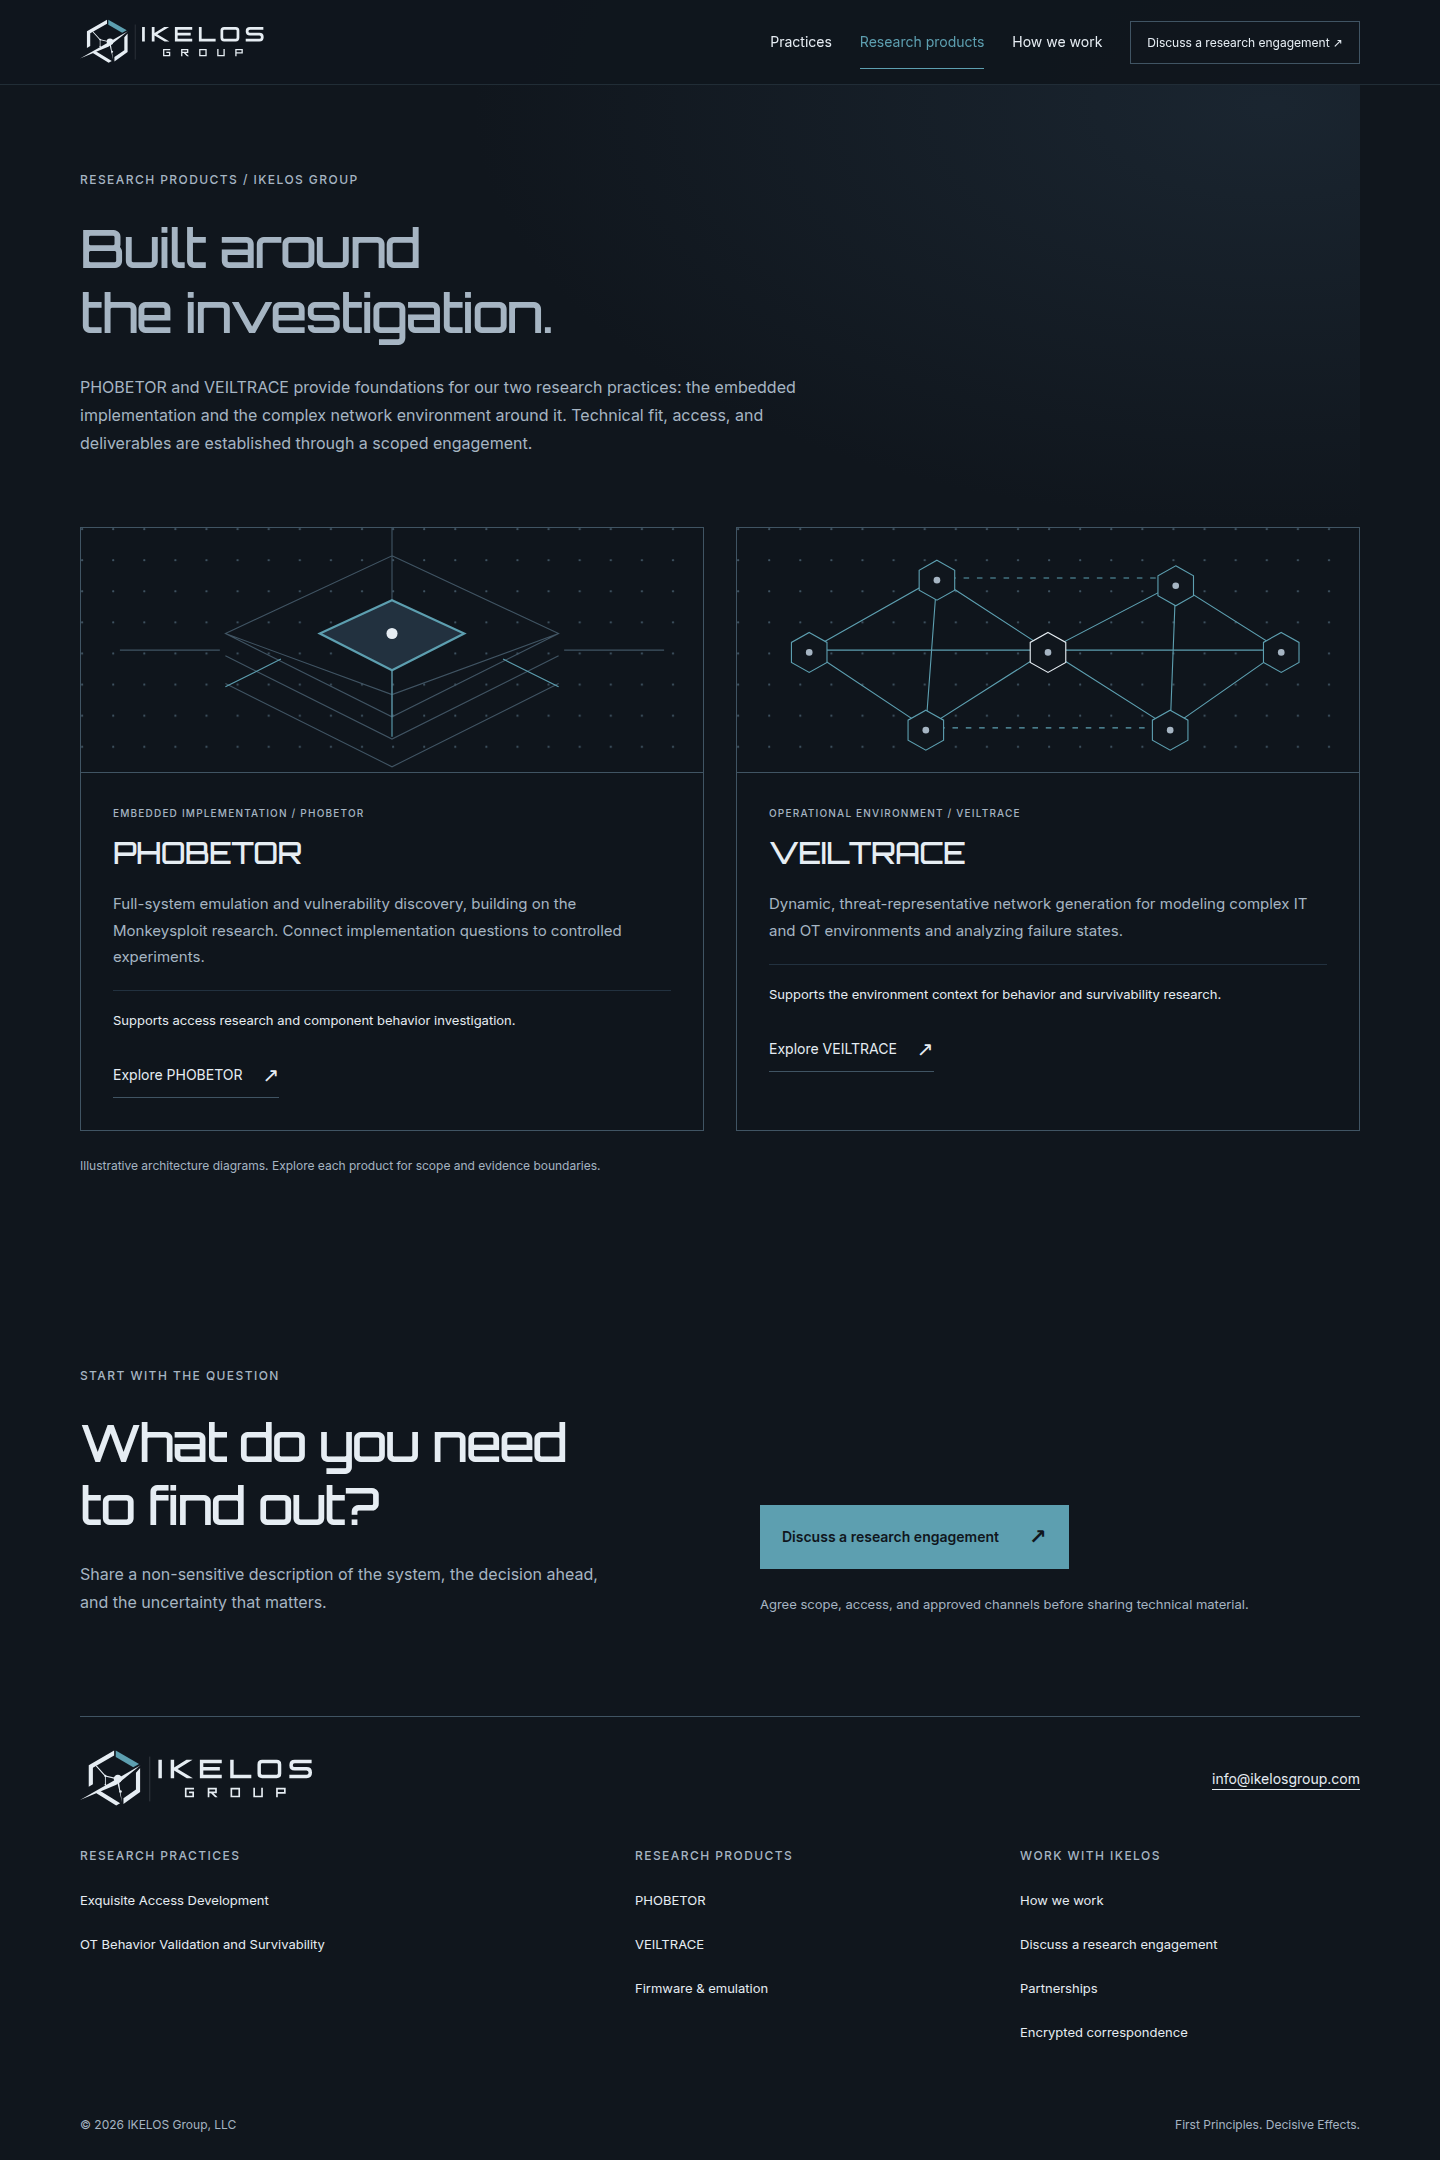 IKELOS
GROUP
Practices
Research products
How we work
Discuss a research engagement ↗
RESEARCH PRODUCTS / IKELOS GROUP
Built around
the investigation.
PHOBETOR and VEILTRACE provide foundations for our two research practices: the embedded
implementation and the complex network environment around it. Technical fit, access, and
deliverables are established through a scoped engagement.
EMBEDDED IMPLEMENTATION / PHOBETOR
PHOBETOR
Full-system emulation and vulnerability discovery, building on the
Monkeysploit research. Connect implementation questions to controlled
experiments.
Supports access research and component behavior investigation.
Explore PHOBETOR ↗
OPERATIONAL ENVIRONMENT / VEILTRACE
VEILTRACE
Dynamic, threat-representative network generation for modeling complex IT
and OT environments and analyzing failure states.
Supports the environment context for behavior and survivability research.
Explore VEILTRACE ↗
Illustrative architecture diagrams. Explore each product for scope and evidence boundaries.
START WITH THE QUESTION
What do you need
to find out?
Share a non-sensitive description of the system, the decision ahead,
and the uncertainty that matters.
Discuss a research engagement ↗
Agree scope, access, and approved channels before sharing technical material.
IKELOS
GROUP
info@ikelosgroup.com
RESEARCH PRACTICES
Exquisite Access Development
OT Behavior Validation and Survivability
RESEARCH PRODUCTS
PHOBETOR
VEILTRACE
Firmware & emulation
WORK WITH IKELOS
How we work
Discuss a research engagement
Partnerships
Encrypted correspondence
© 2026 IKELOS Group, LLC
First Principles. Decisive Effects.